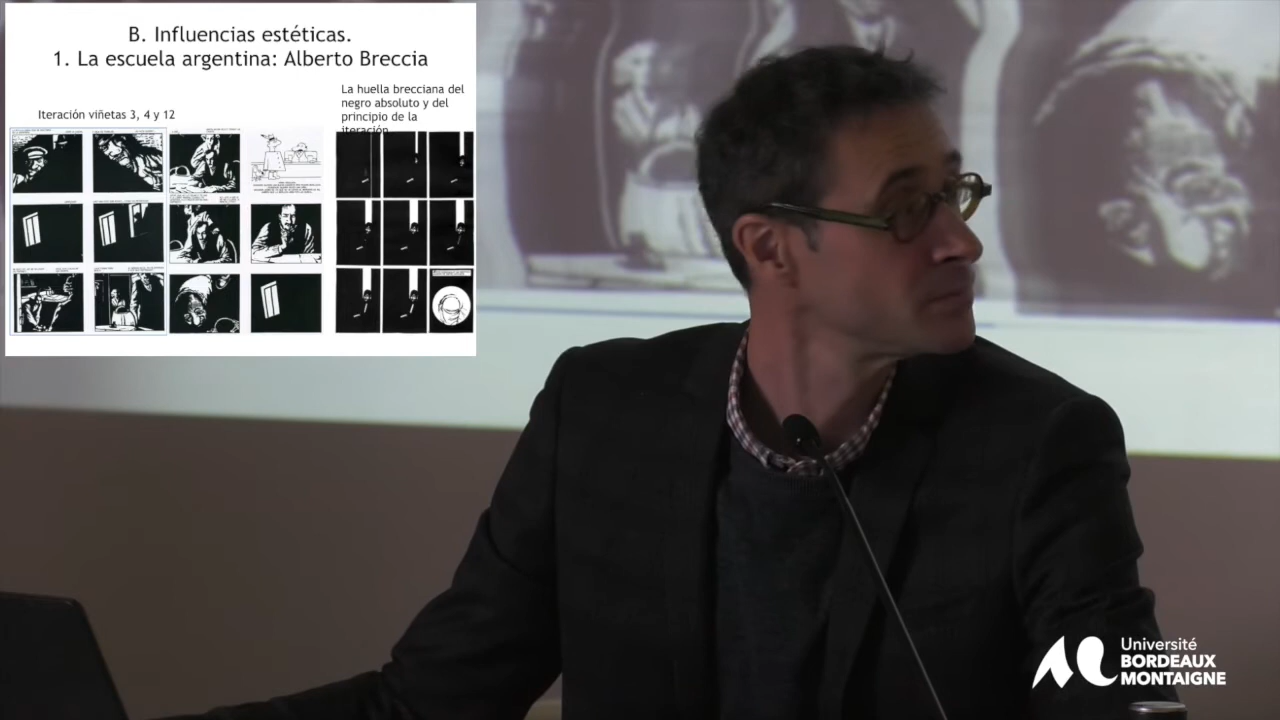 B. Influencias estéticas.
1. La escuela argentina: Alberto Breccia
La huella brecciana del
negro absoluto y del
principio de la
iteración
Iteración viñetas 3, 4 y 12
Université
BORDEAUX
MONTAIGNE